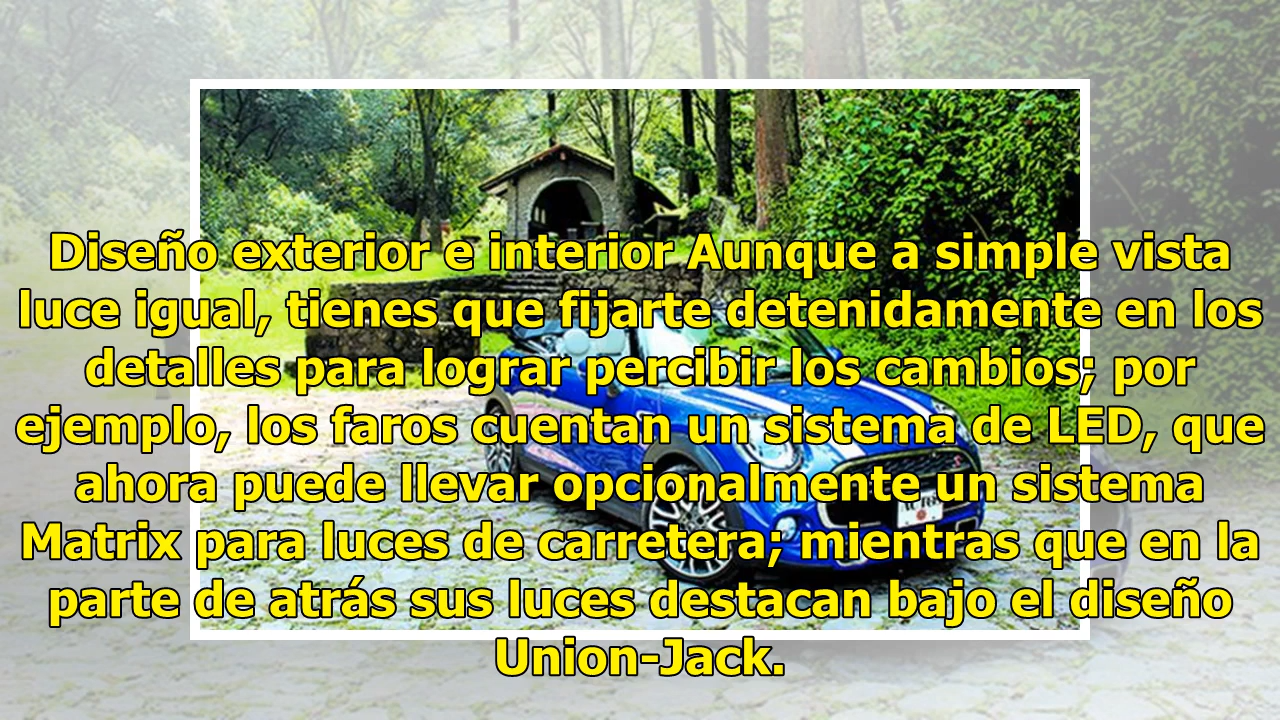 Diseño exterior e interior Aunque a simple vista
luce igual, tienes que fijarte detenidamente en los
detalles para lograr percibir los cambios; por
ejemplo, los faros cuentan un sistema de LED, que
ahora puede llevar opcionalmente un sistema
Matrix para luces de carretera; mientras que en la
parte de atrás sus luces destacan bajo el diseño
Union-Jack.